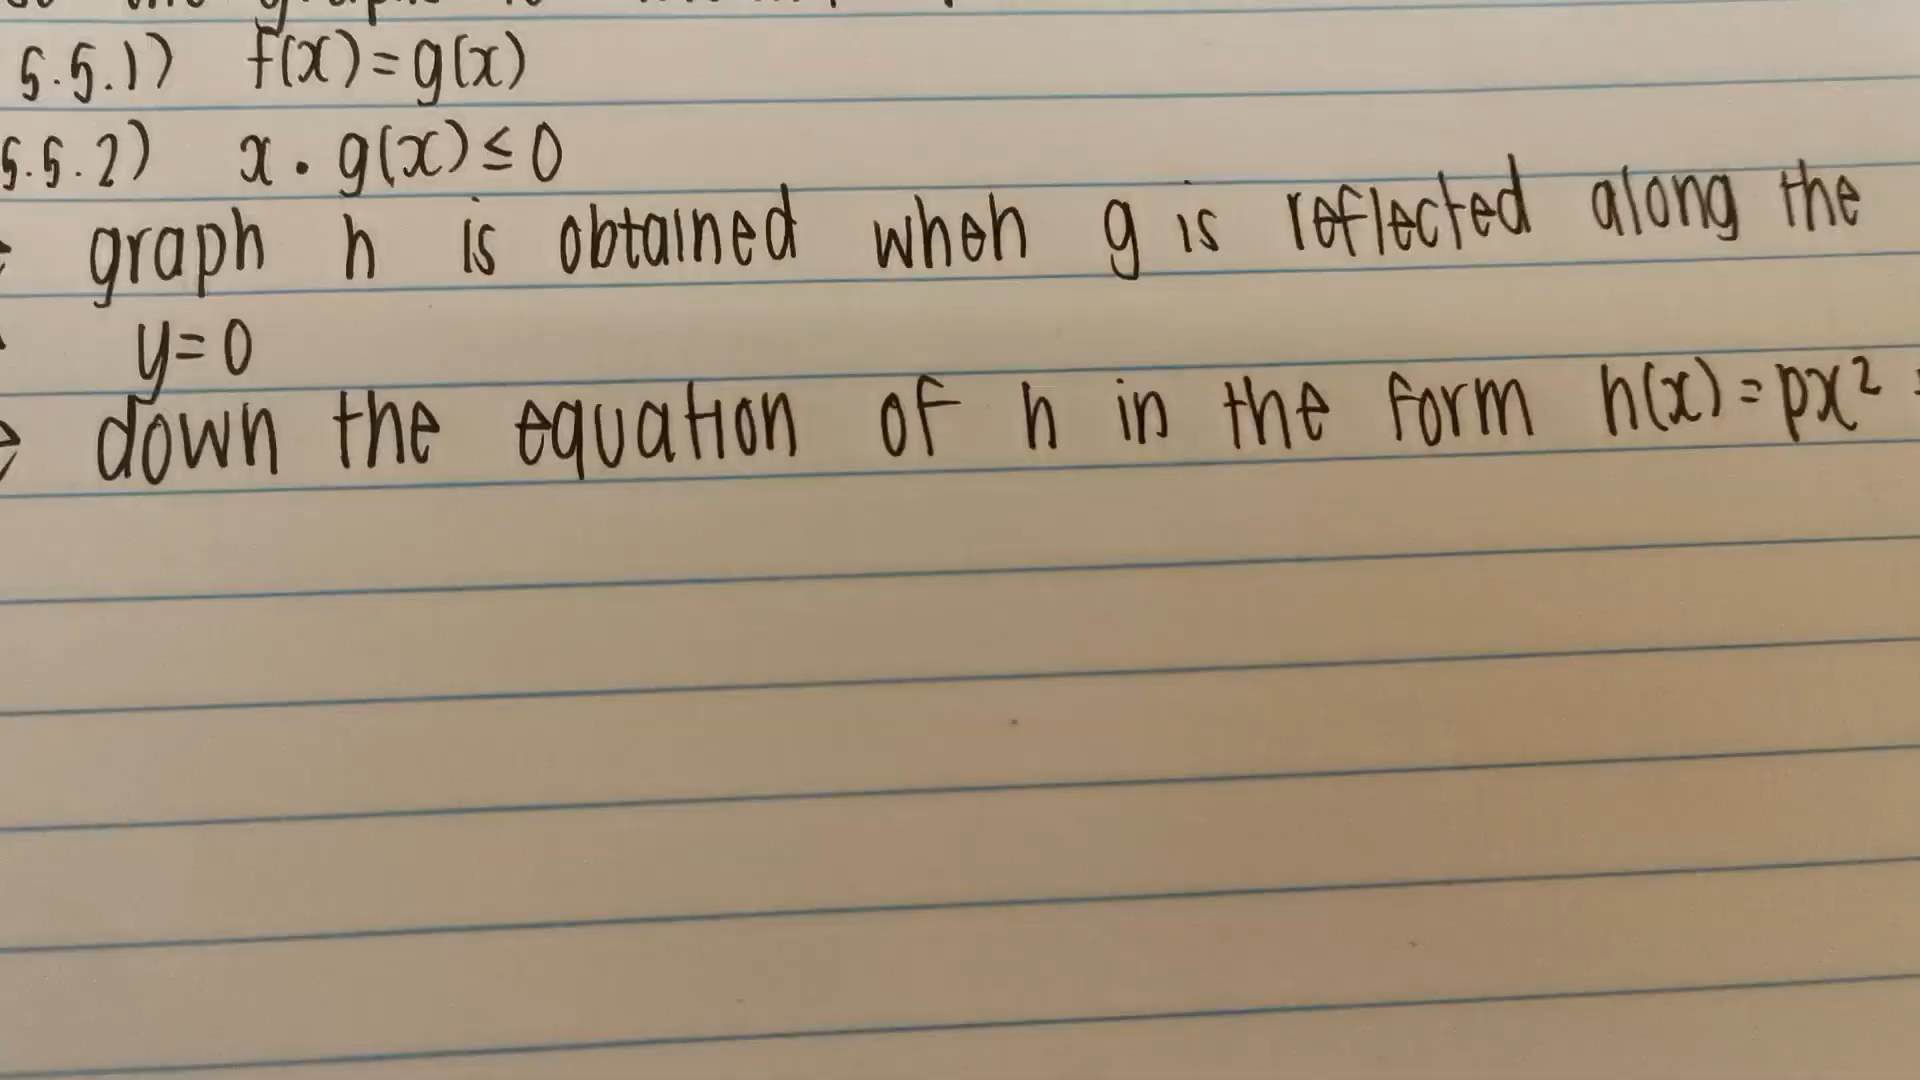 5.5.1) f(x) = g(x)
5.5.2) x . g(x) ≤ 0
graph h is obtained when g is reflected along the
y = 0
down the equation of h in the form h(x) = px²